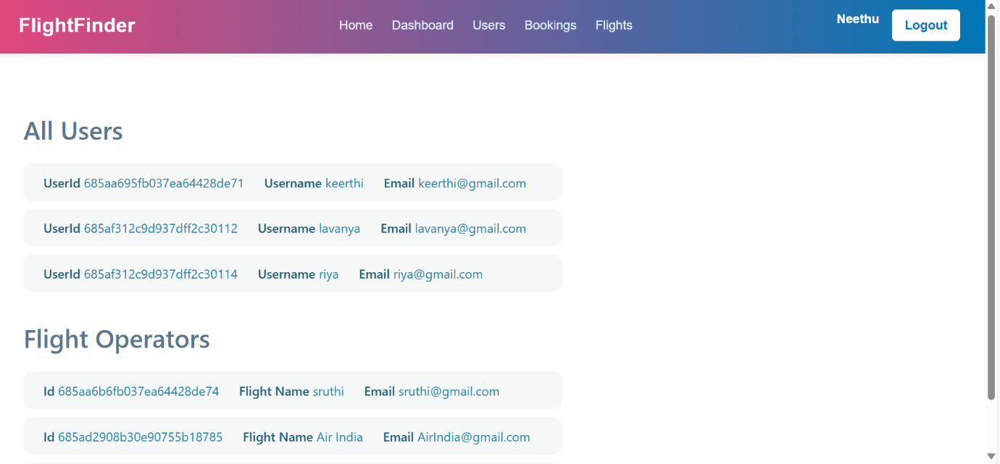 FlightFinder Home Dashboard Users Bookings Flights Neethu Logout
All Users
UserId 685aa695fb037ea64428de71 Username keerthi Email keerthi@gmail.com
UserId 685af312c9d937dff2c30112 Username lavanya Email lavanya@gmail.com
UserId 685af312c9d937dff2c30114 Username riya Email riya@gmail.com
Flight Operators
Id 685aa6b6fb037ea64428de74 Flight Name sruthi Email sruthi@gmail.com
Id 685ad2908b30e90755b18785 Flight Name Air India Email AirIndia@gmail.com